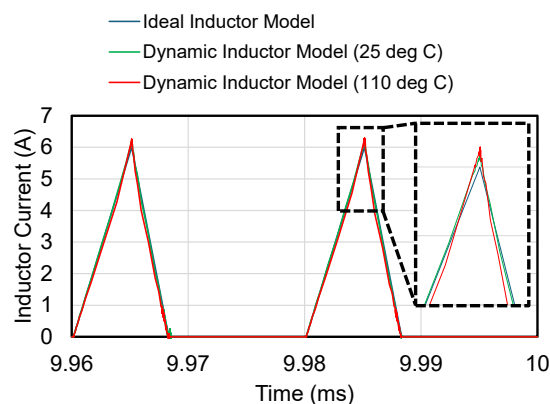 Ideal Inductor Model
Dynamic Inductor Model (25 deg C)
Dynamic Inductor Model (110 deg C)
Inductor Current (A)
7
6
5
4
3
2
1
0
9.96
9.97
9.98
9.99
10
Time (ms)